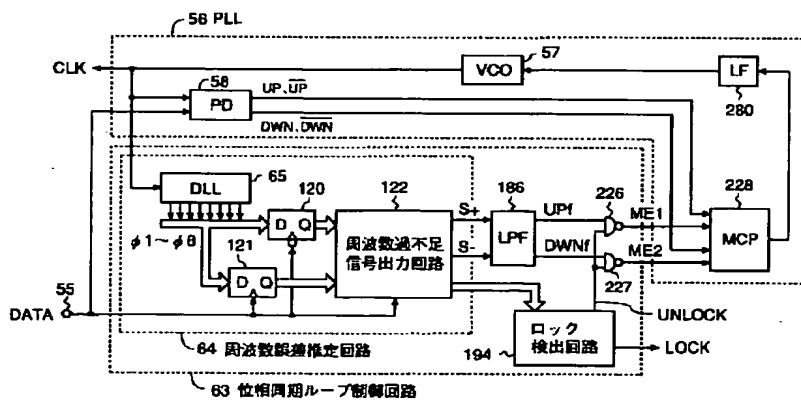 56 PLL
CLK
58
PD
UP、UP̅
DWN、D̅W̅N̅
57
VCO
LF
280
65
DLL
φ1～φ8
120
D Q
121
D Q
122
周波数過不足
信号出力回路
S+
S-
186
LPF
UPf
DWNf
226
227
ME1
ME2
228
MCP
55
DATA
UNLOCK
ロック
検出回路
194
LOCK
64 周波数誤差推定回路
63 位相同期ループ制御回路